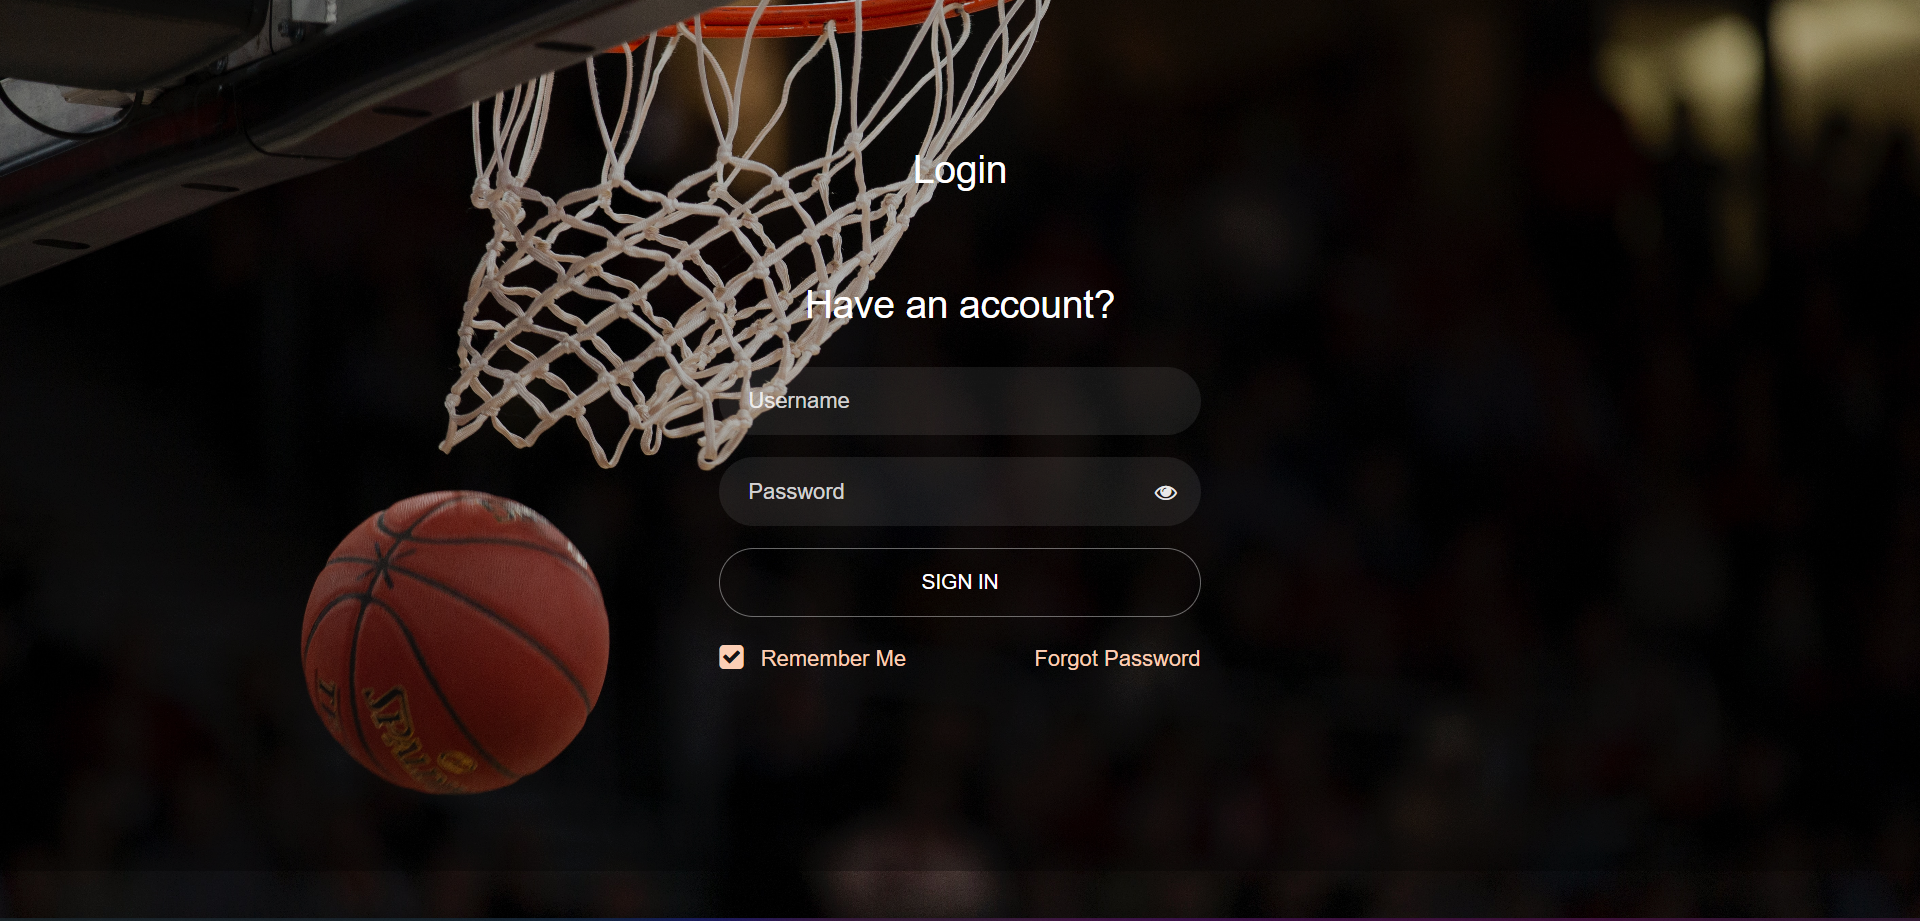 Login
Have an account?
Username
Password
SIGN IN
Remember Me
Forgot Password